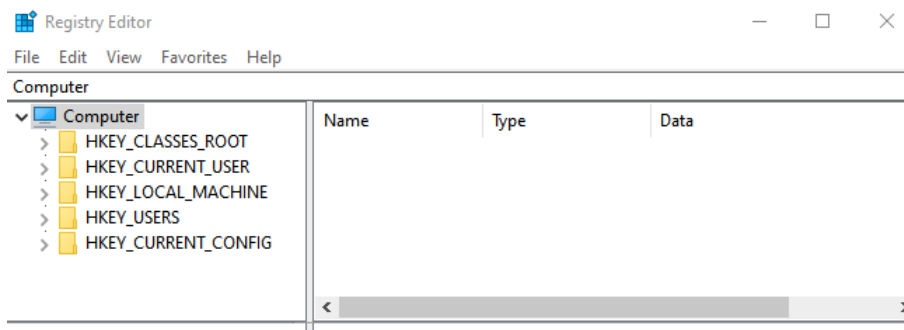 Registry Editor
File Edit View Favorites Help
Computer
Computer
HKEY_CLASSES_ROOT
HKEY_CURRENT_USER
HKEY_LOCAL_MACHINE
HKEY_USERS
HKEY_CURRENT_CONFIG
Name Type Data